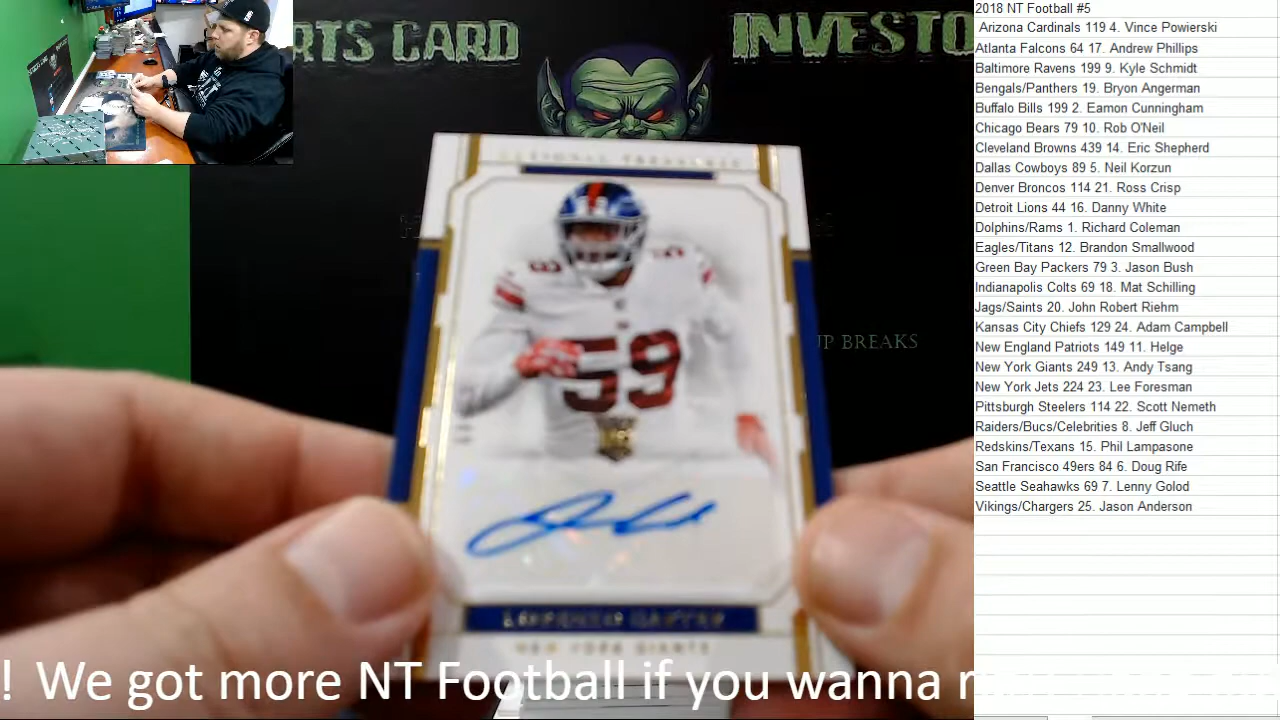 RTS CARD INVESTO
UP BREAKS
59
NEW YORK GIANTS
! We got more NT Football if you wanna
2018 NT Football #5
Arizona Cardinals 119 4. Vince Powierski
Atlanta Falcons 64 17. Andrew Phillips
Baltimore Ravens 199 9. Kyle Schmidt
Bengals/Panthers 19. Bryon Angerman
Buffalo Bills 199 2. Eamon Cunningham
Chicago Bears 79 10. Rob O'Neil
Cleveland Browns 439 14. Eric Shepherd
Dallas Cowboys 89 5. Neil Korzun
Denver Broncos 114 21. Ross Crisp
Detroit Lions 44 16. Danny White
Dolphins/Rams 1. Richard Coleman
Eagles/Titans 12. Brandon Smallwood
Green Bay Packers 79 3. Jason Bush
Indianapolis Colts 69 18. Mat Schilling
Jags/Saints 20. John Robert Riehm
Kansas City Chiefs 129 24. Adam Campbell
New England Patriots 149 11. Helge
New York Giants 249 13. Andy Tsang
New York Jets 224 23. Lee Foresman
Pittsburgh Steelers 114 22. Scott Nemeth
Raiders/Bucs/Celebrities 8. Jeff Gluch
Redskins/Texans 15. Phil Lampasone
San Francisco 49ers 84 6. Doug Rife
Seattle Seahawks 69 7. Lenny Golod
Vikings/Chargers 25. Jason Anderson